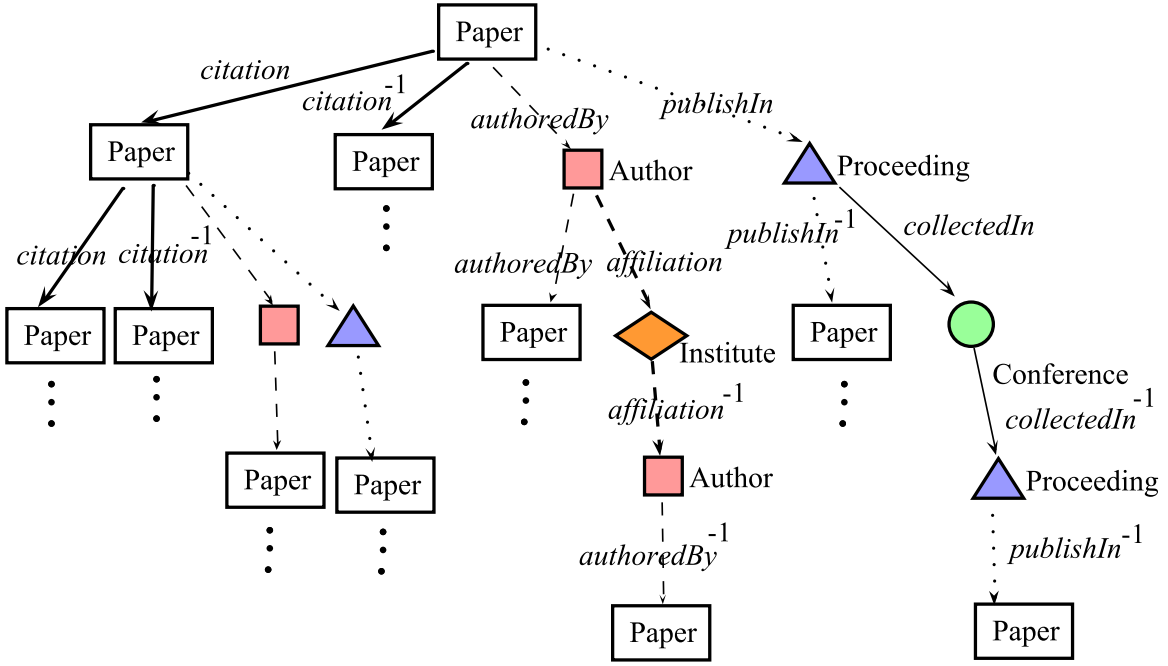 Paper
citation
citation-1
authoredBy
publishIn
Paper
Paper
Author
Proceeding
citation
citation-1
authoredBy
affiliation
publishIn-1
collectedIn
Paper
Paper
Paper
Institute
Paper
Conference
affiliation-1
collectedIn-1
Paper
Paper
Author
Proceeding
authoredBy-1
publishIn-1
Paper
Paper